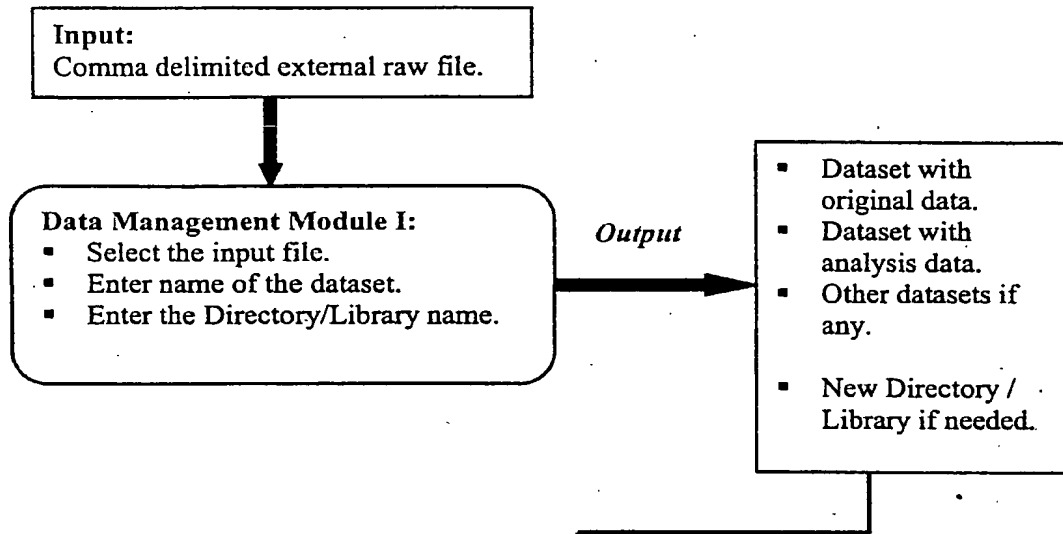 Input:
Comma delimited external raw file.
Data Management Module I:
▪ Select the input file.
▪ Enter name of the dataset.
▪ Enter the Directory/Library name.
Output
▪ Dataset with
original data.
▪ Dataset with
analysis data.
▪ Other datasets if
any.
▪ New Directory /
Library if needed.